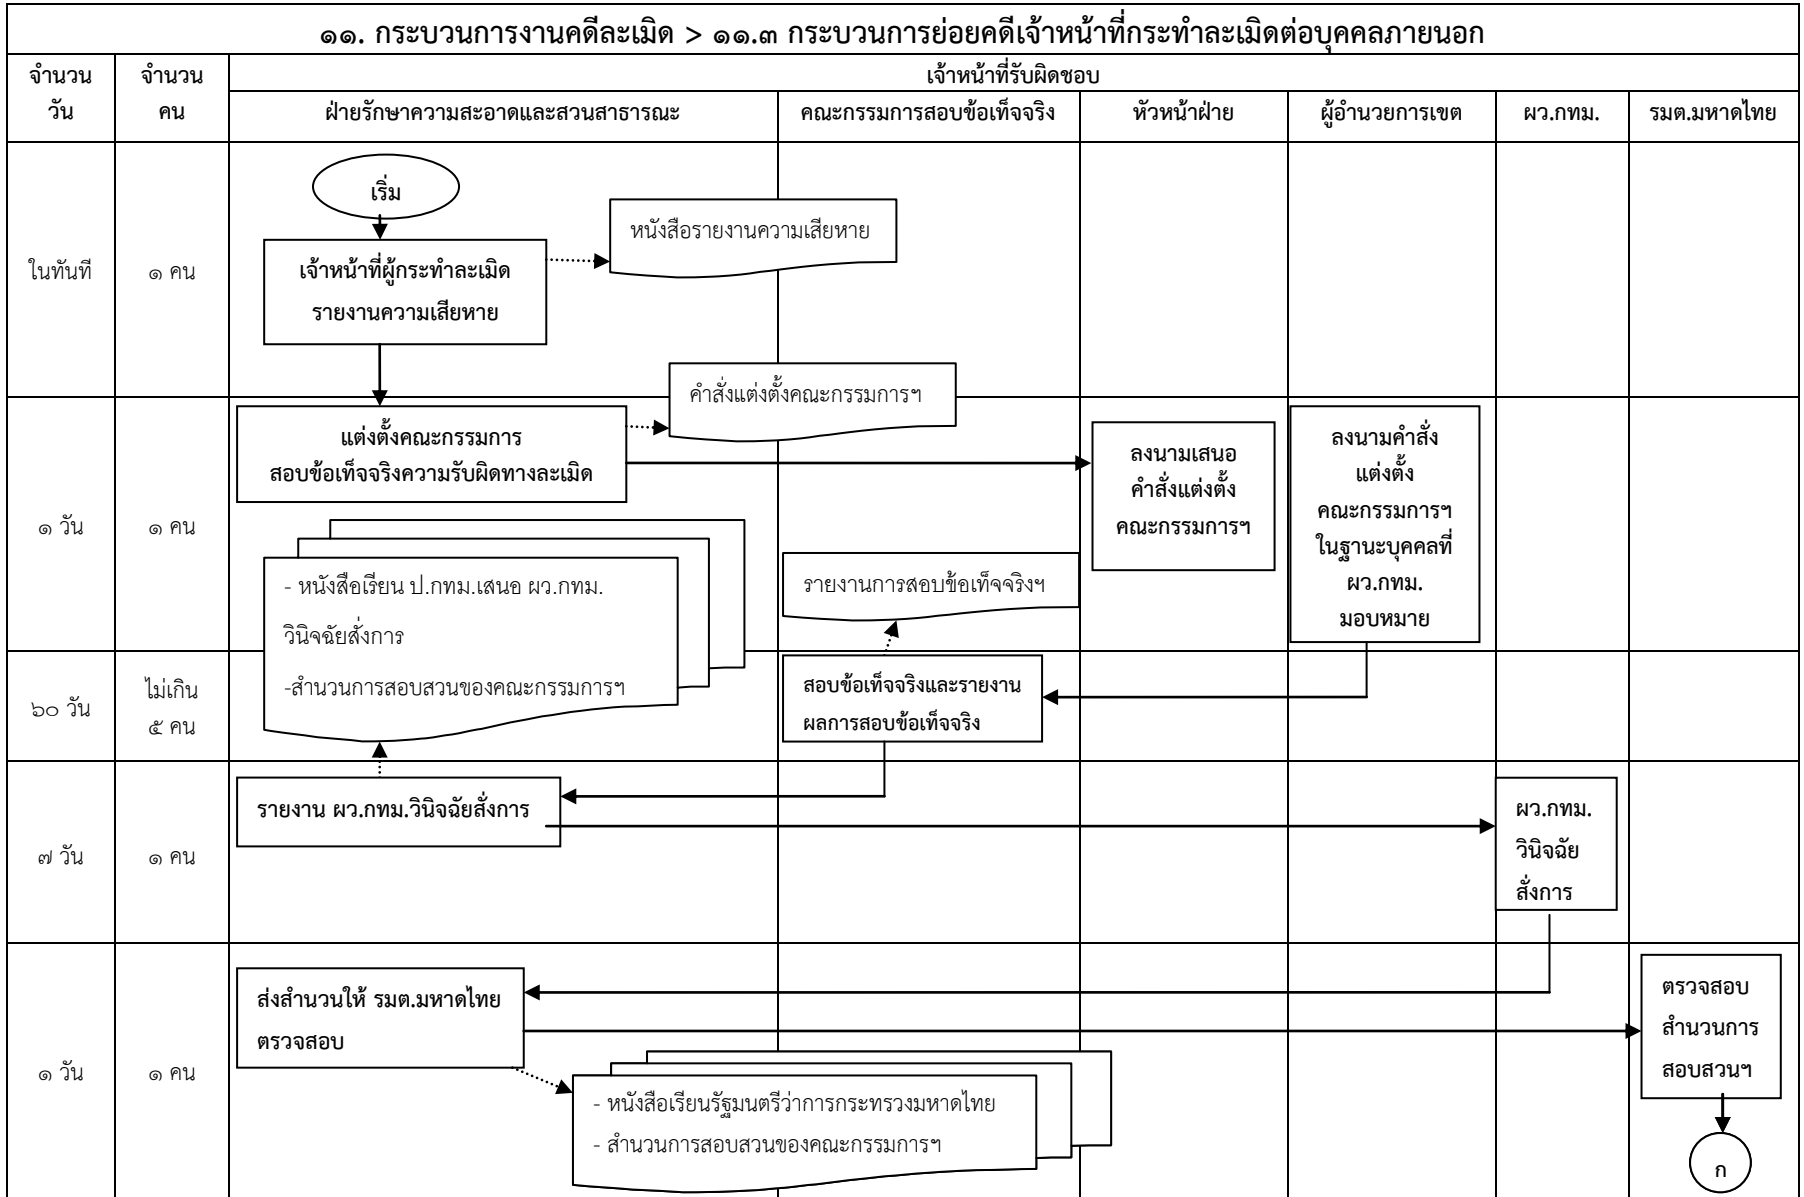 ๑๑. กระบวนการงานคดีละเมิด > ๑๑.๓ กระบวนการย่อยคดีเจ้าหน้าที่กระทำละเมิดต่อบุคคลภายนอก
จำนวน
วัน
จำนวน
คน
เจ้าหน้าที่รับผิดชอบ
ฝ่ายรักษาความสะอาดและสวนสาธารณะ
คณะกรรมการสอบข้อเท็จจริง
หัวหน้าฝ่าย
ผู้อำนวยการเขต
ผว.กทม.
รมต.มหาดไทย
ในทันที
๑ คน
เริ่ม
เจ้าหน้าที่ผู้กระทำละเมิด
รายงานความเสียหาย
หนังสือรายงานความเสียหาย
๑ วัน
๑ คน
แต่งตั้งคณะกรรมการ
สอบข้อเท็จจริงความรับผิดทางละเมิด
คำสั่งแต่งตั้งคณะกรรมการฯ
ลงนามเสนอ
คำสั่งแต่งตั้ง
คณะกรรมการฯ
ลงนามคำสั่ง
แต่งตั้ง
คณะกรรมการฯ
ในฐานะบุคคลที่
ผว.กทม.
มอบหมาย
- หนังสือเรียน ป.กทม.เสนอ ผว.กทม.
วินิจฉัยสั่งการ
-สำนวนการสอบสวนของคณะกรรมการฯ
รายงานการสอบข้อเท็จจริงฯ
๖๐ วัน
ไม่เกิน
๕ คน
สอบข้อเท็จจริงและรายงาน
ผลการสอบข้อเท็จจริง
๗ วัน
๑ คน
รายงาน ผว.กทม.วินิจฉัยสั่งการ
ผว.กทม.
วินิจฉัย
สั่งการ
๑ วัน
๑ คน
ส่งสำนวนให้ รมต.มหาดไทย
ตรวจสอบ
- หนังสือเรียนรัฐมนตรีว่าการกระทรวงมหาดไทย
- สำนวนการสอบสวนของคณะกรรมการฯ
ตรวจสอบ
สำนวนการ
สอบสวนฯ
ก